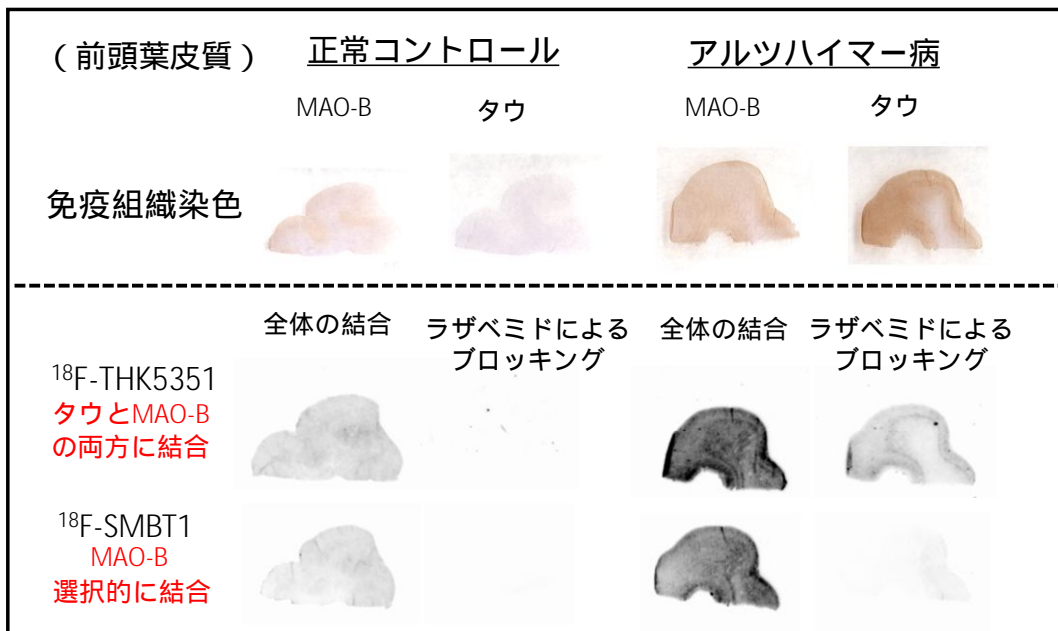 （前頭葉皮質）
正常コントロール
アルツハイマー病
MAO-B
タウ
MAO-B
タウ
免疫組織染色
全体の結合
ラザベミドによる
ブロッキング
全体の結合
ラザベミドによる
ブロッキング
18F-THK5351
タウとMAO-B
の両方に結合
18F-SMBT1
MAO-B
選択的に結合